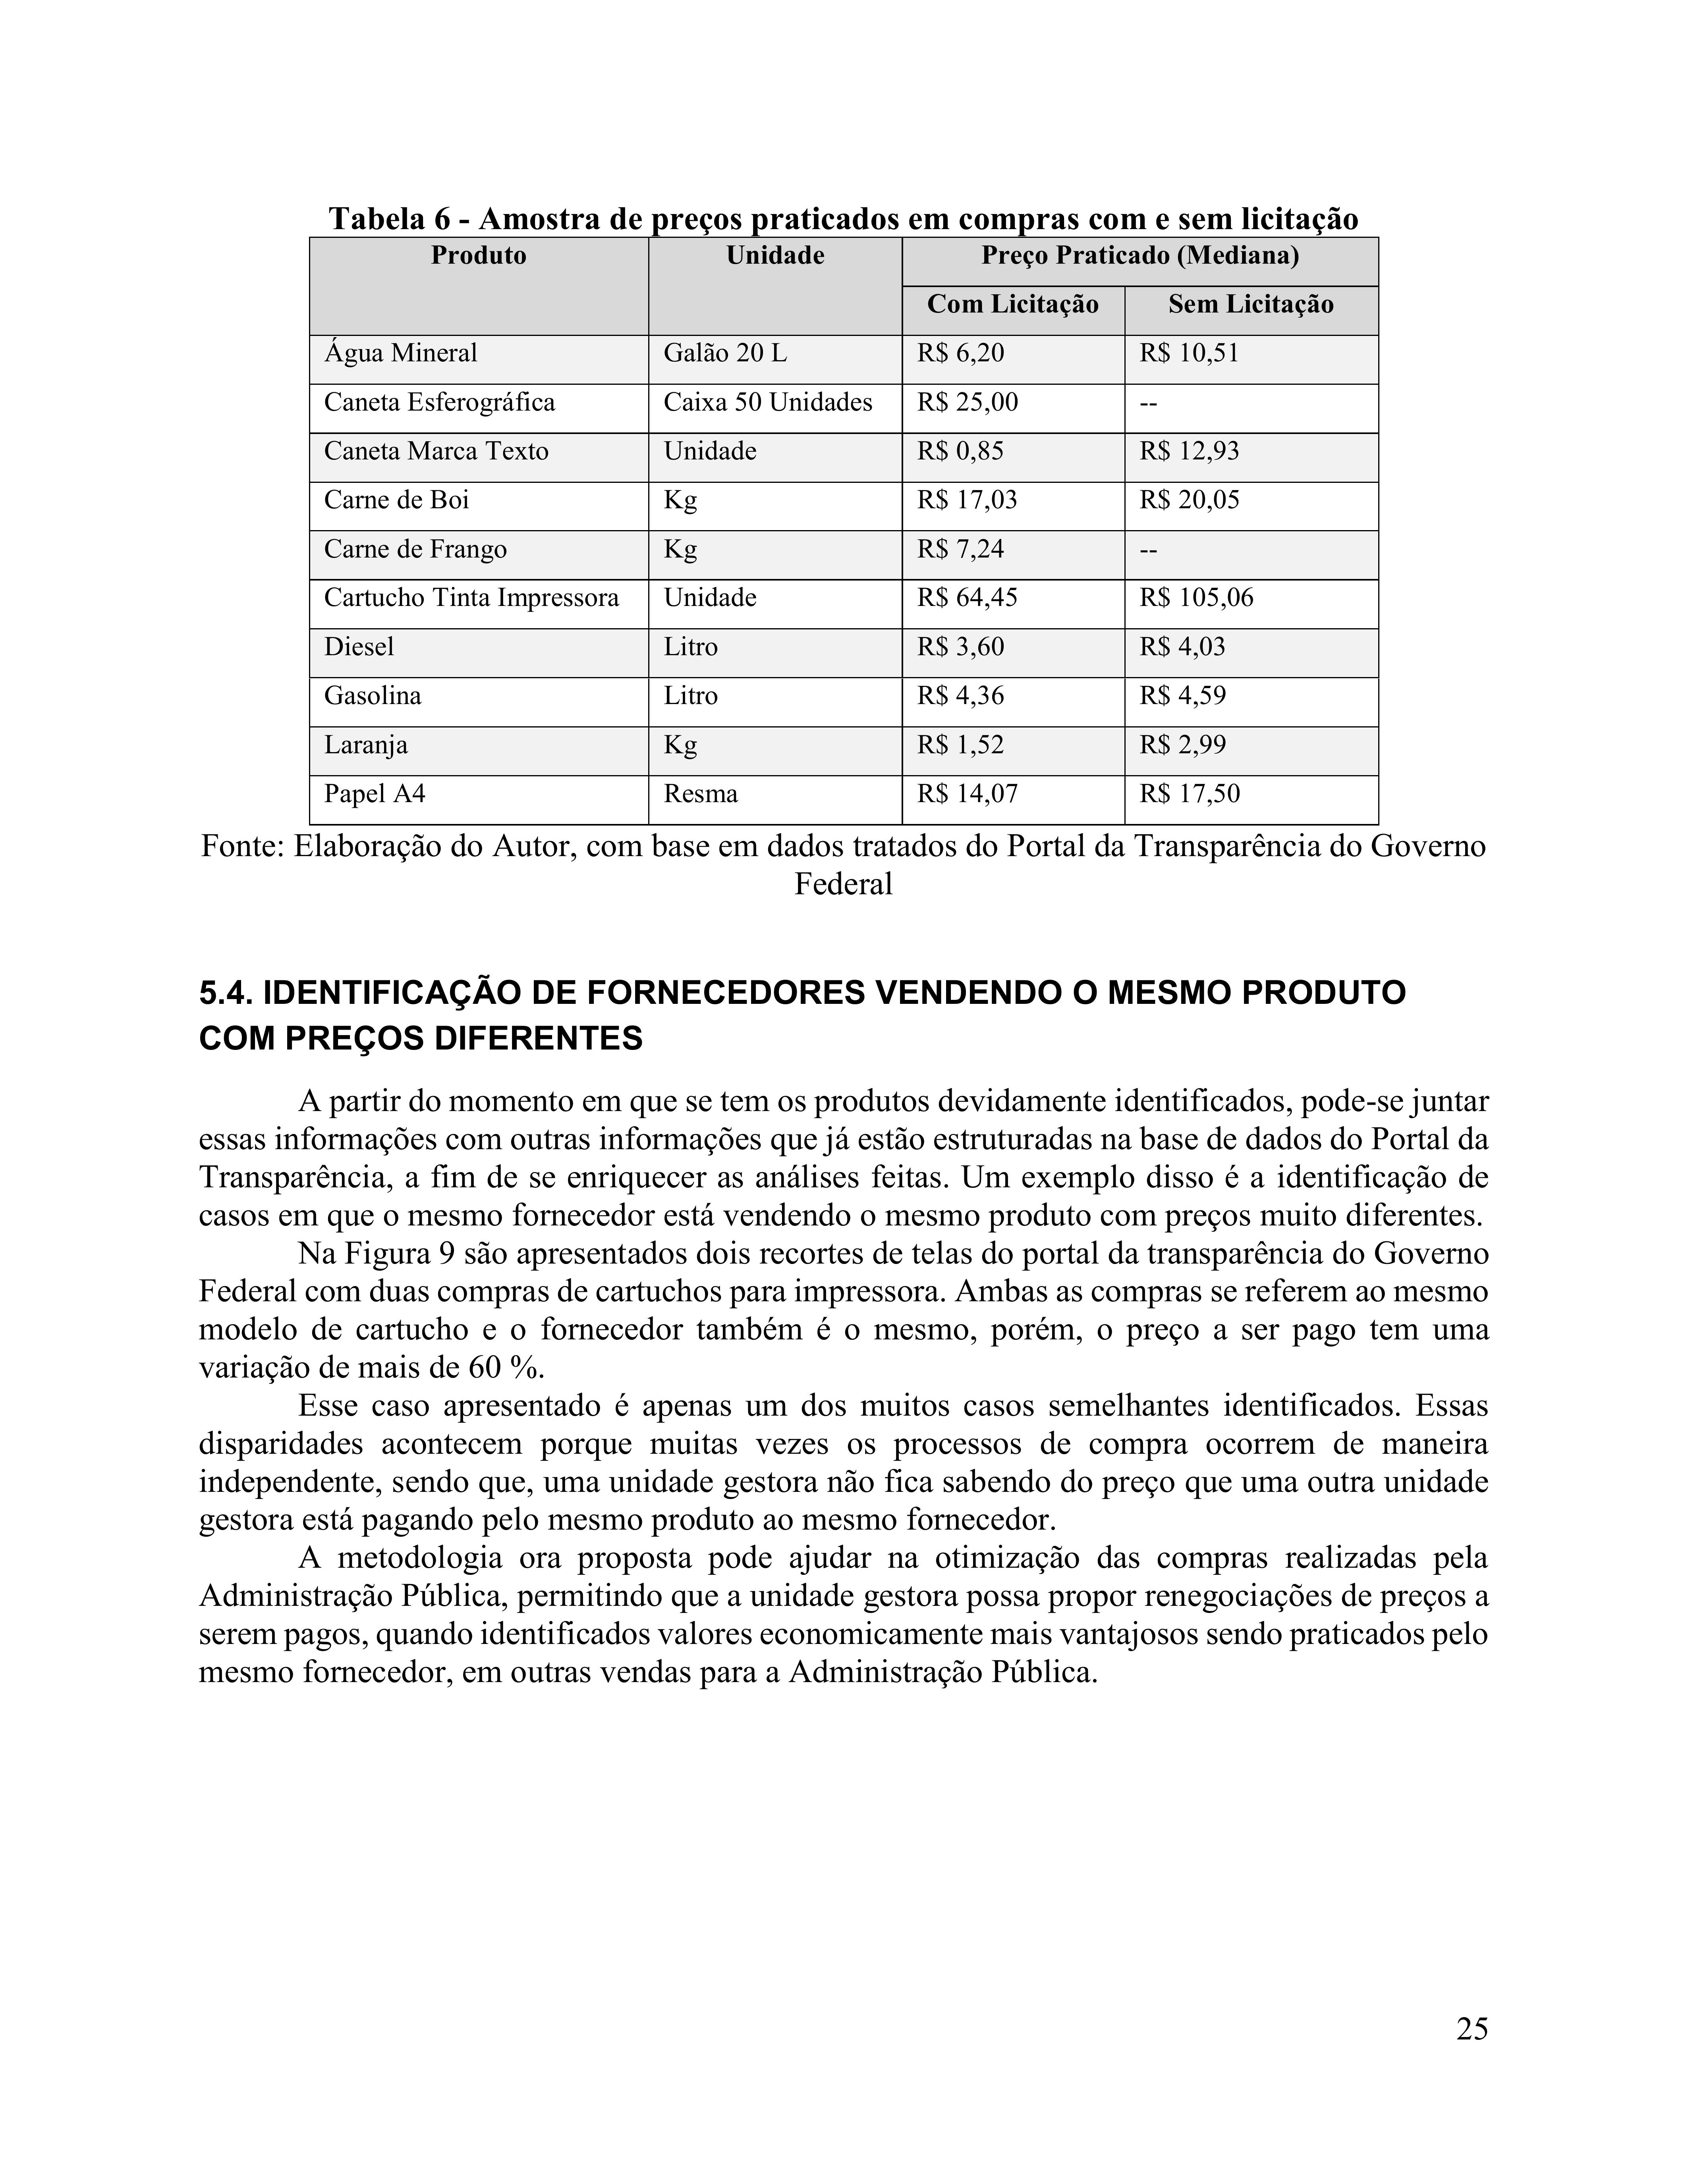 Tabela 6 - Amostra de preços praticados em compras com e sem licitação
Produto Unidade Preço Praticado (Mediana)
Com Licitação Sem Licitação
Água Mineral Galão 20 L R$ 6,20 R$ 10,51
Caneta Esferográfica Caixa 50 Unidades R$ 25,00 --
Caneta Marca Texto Unidade R$ 0,85 R$ 12,93
Carne de Boi Kg R$ 17,03 R$ 20,05
Carne de Frango Kg R$ 7,24 --
Cartucho Tinta Impressora Unidade R$ 64,45 R$ 105,06
Diesel Litro R$ 3,60 R$ 4,03
Gasolina Litro R$ 4,36 R$ 4,59
Laranja Kg R$ 1,52 R$ 2,99
Papel A4 Resma R$ 14,07 R$ 17,50
Fonte: Elaboração do Autor, com base em dados tratados do Portal da Transparência do Governo
Federal
5.4. IDENTIFICAÇÃO DE FORNECEDORES VENDENDO O MESMO PRODUTO
COM PREÇOS DIFERENTES
A partir do momento em que se tem os produtos devidamente identificados, pode-se juntar
essas informações com outras informações que já estão estruturadas na base de dados do Portal da
Transparência, a fim de se enriquecer as análises feitas. Um exemplo disso é a identificação de
casos em que o mesmo fornecedor está vendendo o mesmo produto com preços muito diferentes.
Na Figura 9 são apresentados dois recortes de telas do portal da transparência do Governo
Federal com duas compras de cartuchos para impressora. Ambas as compras se referem ao mesmo
modelo de cartucho e o fornecedor também é o mesmo, porém, o preço a ser pago tem uma
variação de mais de 60 %.
Esse caso apresentado é apenas um dos muitos casos semelhantes identificados. Essas
disparidades acontecem porque muitas vezes os processos de compra ocorrem de maneira
independente, sendo que, uma unidade gestora não fica sabendo do preço que uma outra unidade
gestora está pagando pelo mesmo produto ao mesmo fornecedor.
A metodologia ora proposta pode ajudar na otimização das compras realizadas pela
Administração Pública, permitindo que a unidade gestora possa propor renegociações de preços a
serem pagos, quando identificados valores economicamente mais vantajosos sendo praticados pelo
mesmo fornecedor, em outras vendas para a Administração Pública.
25